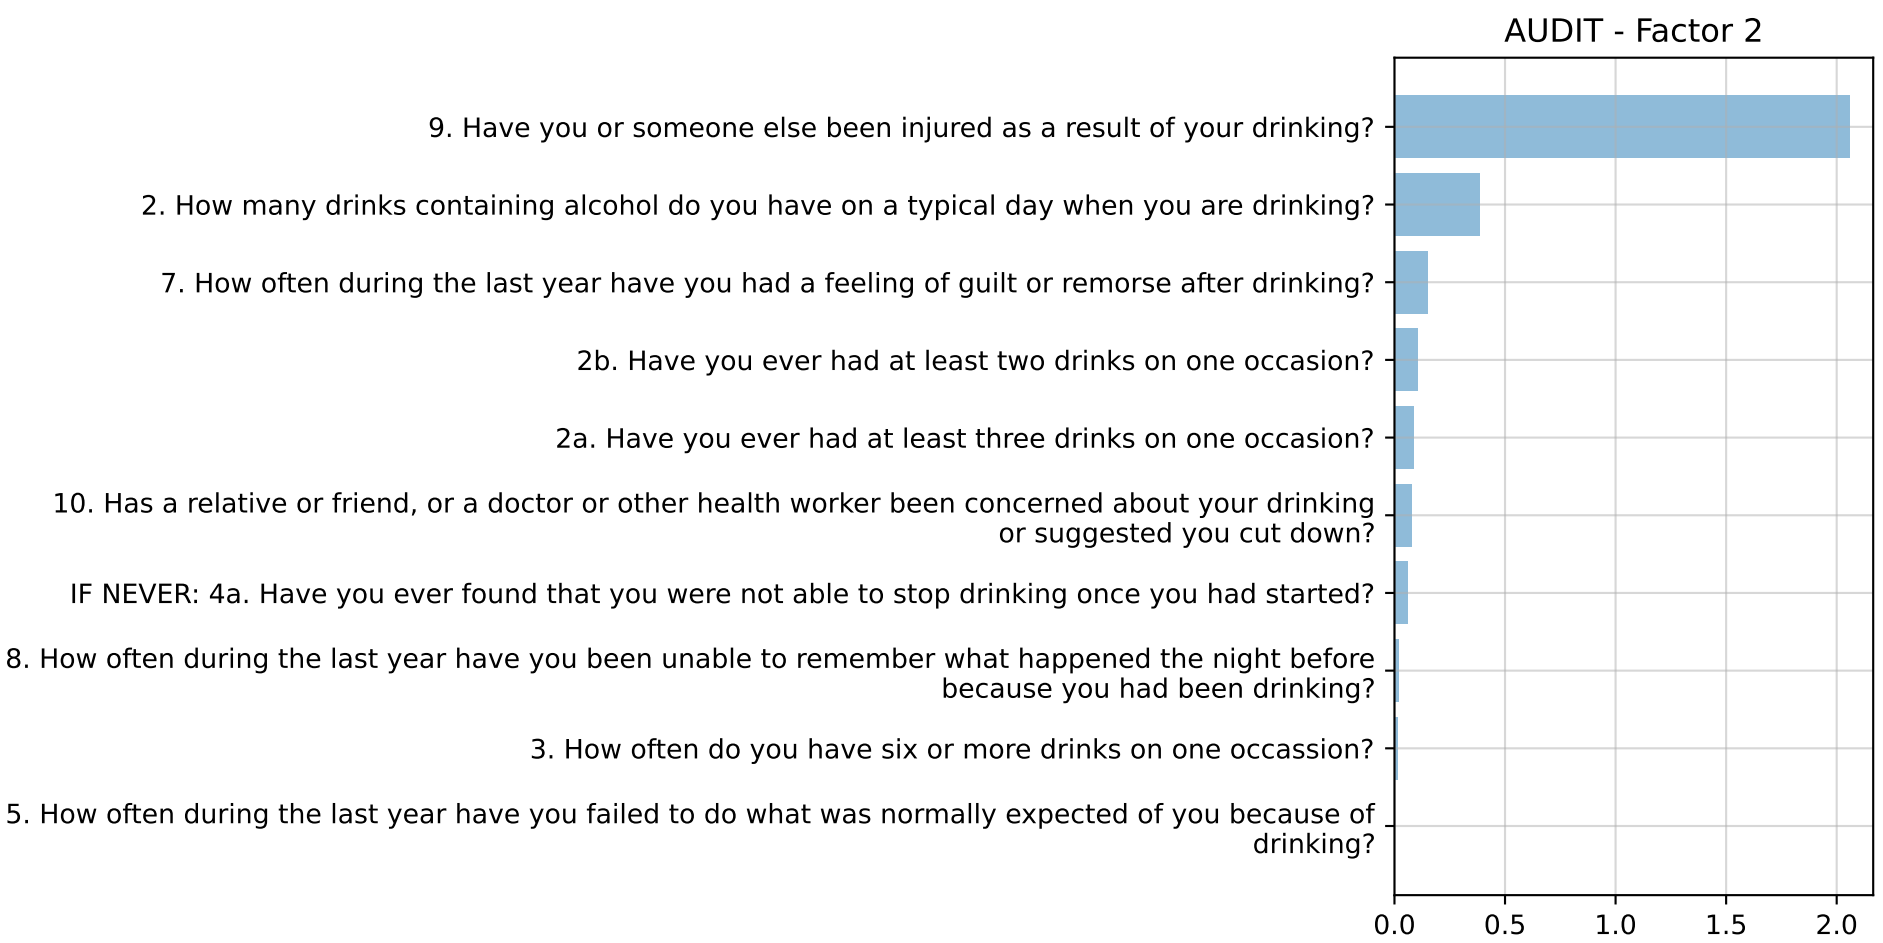 AUDIT - Factor 2
9. Have you or someone else been injured as a result of your drinking?
2. How many drinks containing alcohol do you have on a typical day when you are drinking?
7. How often during the last year have you had a feeling of guilt or remorse after drinking?
2b. Have you ever had at least two drinks on one occasion?
2a. Have you ever had at least three drinks on one occasion?
10. Has a relative or friend, or a doctor or other health worker been concerned about your drinking
or suggested you cut down?
IF NEVER: 4a. Have you ever found that you were not able to stop drinking once you had started?
8. How often during the last year have you been unable to remember what happened the night before
because you had been drinking?
3. How often do you have six or more drinks on one occassion?
5. How often during the last year have you failed to do what was normally expected of you because of
drinking?
0.0 0.5 1.0 1.5 2.0